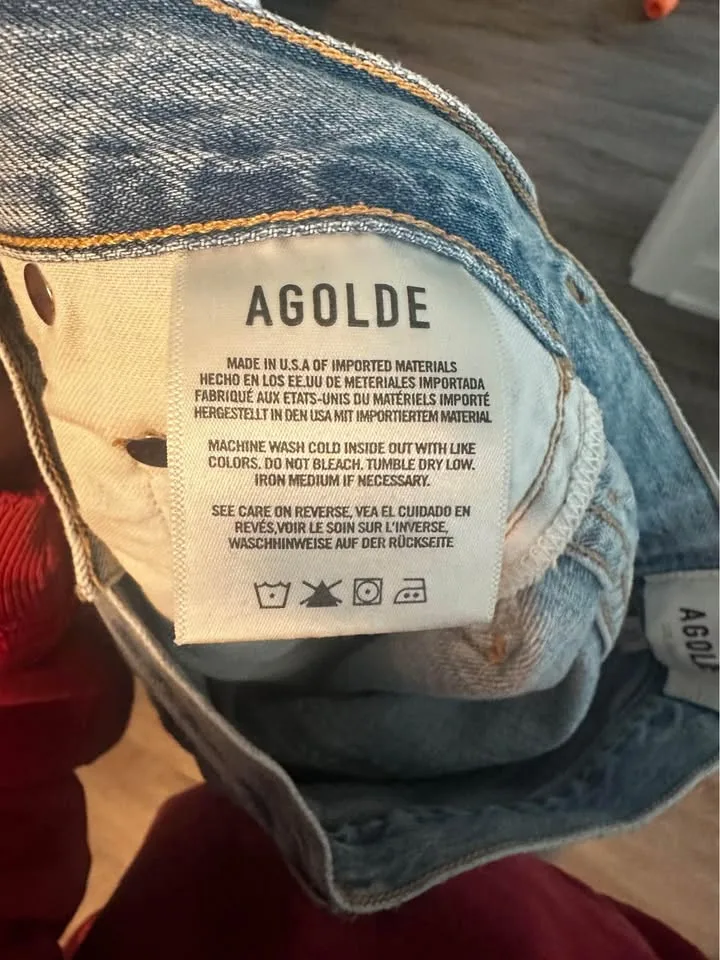 AGOLDE
MADE IN U.S.A OF IMPORTED MATERIALS
HECHO EN LOS EE.UU DE METERIALES IMPORTADA
FABRIQUÉ AUX ETATS-UNIS DU MATÉRIELS IMPORTÉ
HERGESTELLT IN DEN USA MIT IMPORTIERTEM MATERIAL
MACHINE WASH COLD INSIDE OUT WITH LIKE
COLORS. DO NOT BLEACH. TUMBLE DRY LOW.
IRON MEDIUM IF NECESSARY.
SEE CARE ON REVERSE, VEA EL CUIDADO EN
REVÉS,VOIR LE SOIN SUR L'INVERSE,
WASCHHINWEISE AUF DER RÜCKSEITE
AGOL